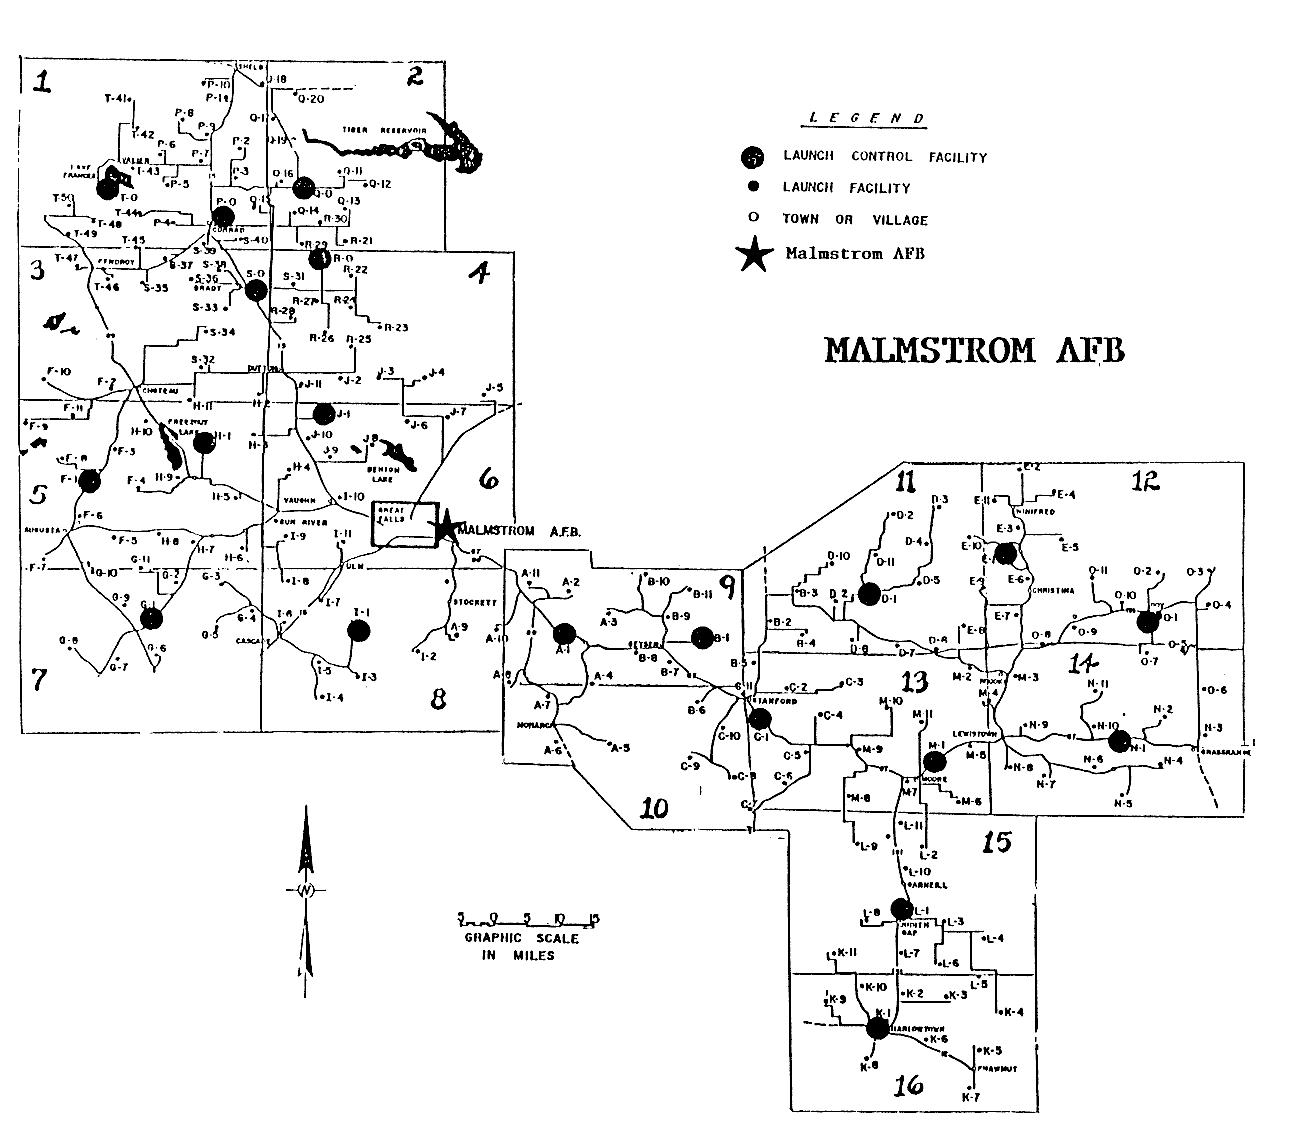 1
2
SHELB
J-18
P-10
P-11
Q-20
T-41
P-8
Q-17
T-42
P-9
TIBER RESERVOIR
P-6
P-2
Q-19
VALIER
P-7
LAKE FRANCES
T-43
P-3
Q-16
Q-11
P-5
Q-12
T-0
Q-0
T-50
P-0
Q-13
T-44
P-4
Q-14
R-30
T-48
CONRAD
T-49
T-45
S-39
S-40
R-29
R-21
3
T-47
PENDROY
S-37
S-38
S-0
R-0
4
T-46
S-35
S-36
S-31
R-22
BRADY
S-33
R-27
R-24
R-28
S-34
R-23
R-26
R-25
S-32
DUTTON
F-10
F-2
CHOTEAU
J-11
J-2
J-3
J-4
J-5
F-11
H-11
H-2
F-9
H-10
FREEZOUT
LAKE
H-1
J-1
J-6
J-7
H-3
J-10
F-3
J-8
J-9
F-8
BENTON
LAKE
F-1
F-4
H-9
H-4
6
5
H-5
VAUGHN
I-10
GREAT
FALLS
F-6
SUN RIVER
AUGUSTA
MALMSTROM A.F.B.
F-5
H-8
H-7
I-9
I-11
H-6
F-7
G-11
ULM
G-10
G-2
G-3
I-8
G-9
I-7
STOCKETT
G-1
G-4
I-6
I-1
G-5
CASCADE
A-9
G-8
G-6
I-2
G-7
I-5
I-3
7
I-4
8
A-11
A-2
B-10
B-11
9
A-3
B-9
A-10
A-1
GEYSER
B-1
B-8
B-7
B-5
A-8
A-4
A-7
B-6
MONARCH
A-6
A-5
C-10
C-9
C-8
10
C-7
L E G E N D
LAUNCH CONTROL FACILITY
LAUNCH FACILITY
TOWN OR VILLAGE
Malmstrom AFB
MALMSTROM AFB
11
12
E-2
D-3
E-11
E-4
D-2
WINIFRED
E-3
D-4
E-10
E-5
D-10
D-11
E-1
E-6
D-5
E-9
B-3
D-2
D-1
CHRISTINA
O-11
O-2
O-3
O-10
O-4
O-1
B-2
B-4
E-7
E-8
O-9
O-8
D-8
D-7
D-6
O-7
O-5
14
13
M-2
M-3
C-11
C-2
C-3
STANFORD
M-4
N-11
O-6
M-10
M-11
C-4
C-1
N-9
N-10
N-2
N-3
LEWISTOWN
C-5
M-9
M-1
M-5
N-1
GRASSRANGE
C-6
MOORE
N-8
N-6
N-4
M-7
N-7
M-8
M-6
N-5
L-11
15
L-9
L-2
L-10
GARNEILL
L-8
L-1
L-3
JUDITH
GAP
L-4
K-11
L-7
L-6
L-5
K-10
K-9
K-2
K-3
K-4
K-1
HARLOWTOWN
K-6
K-5
K-8
SHAWMUT
16
K-7
N
5 0 5 10 15
GRAPHIC SCALE
IN MILES